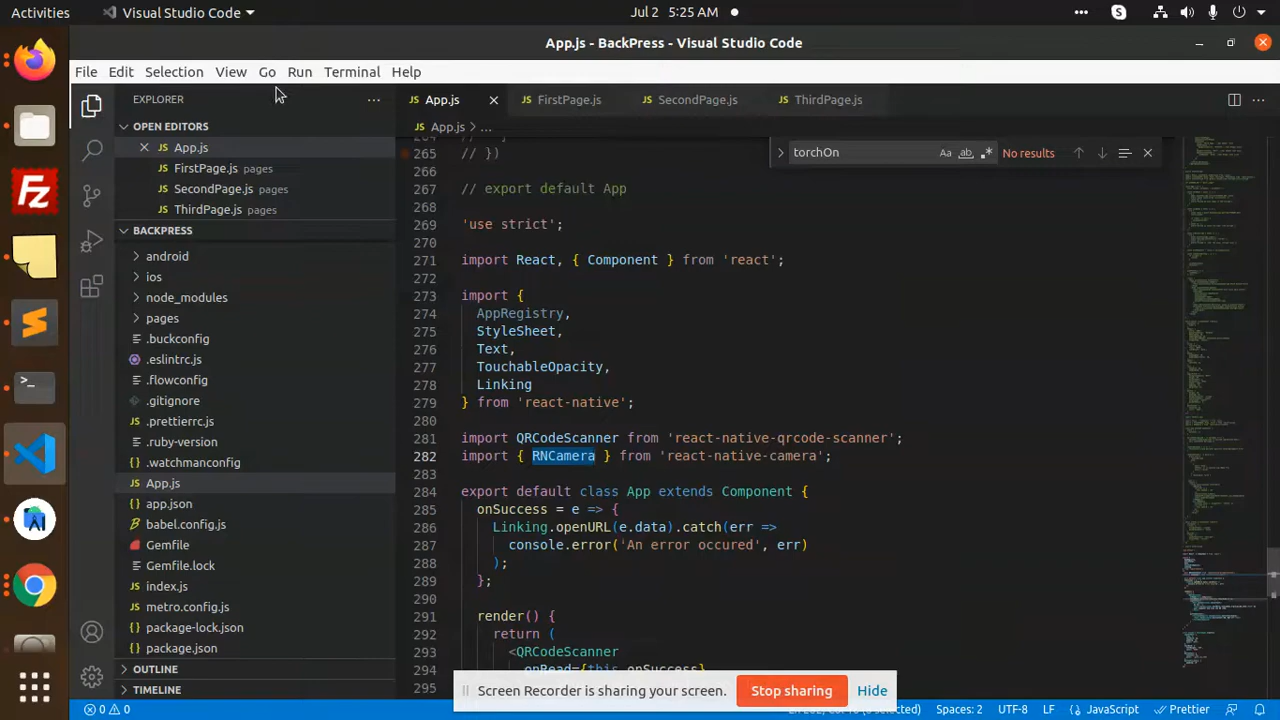 Activities Visual Studio Code Jul 2 5:25 AM
App.js - BackPress - Visual Studio Code
File Edit Selection View Go Run Terminal Help
EXPLORER
App.js FirstPage.js SecondPage.js ThirdPage.js
OPEN EDITORS
App.js
FirstPage.js pages
SecondPage.js pages
ThirdPage.js pages
BACKPRESS
android
ios
node_modules
pages
.buckconfig
.eslintrc.js
.flowconfig
.gitignore
.prettierrc.js
.ruby-version
.watchmanconfig
App.js
app.json
babel.config.js
Gemfile
Gemfile.lock
index.js
metro.config.js
package-lock.json
package.json
OUTLINE
TIMELINE
App.js > ...
torchOn Aa ab .* No results
265 // })
266
267 // export default App
268
269 'use strict';
270
271 import React, { Component } from 'react';
272
273 import {
274 AppRegistry,
275 StyleSheet,
276 Text,
277 TouchableOpacity,
278 Linking
279 } from 'react-native';
280
281 import QRCodeScanner from 'react-native-qrcode-scanner';
282 import { RNCamera } from 'react-native-camera';
283
284 export default class App extends Component {
285 onSuccess = e => {
286 Linking.openURL(e.data).catch(err =>
287 console.error('An error occured', err)
288 );
289 };
290
291 render() {
292 return (
293 <QRCodeScanner
294 onRead={this.onSuccess}
295
Screen Recorder is sharing your screen. Stop sharing Hide
0 0 Spaces: 2 UTF-8 LF JavaScript Prettier